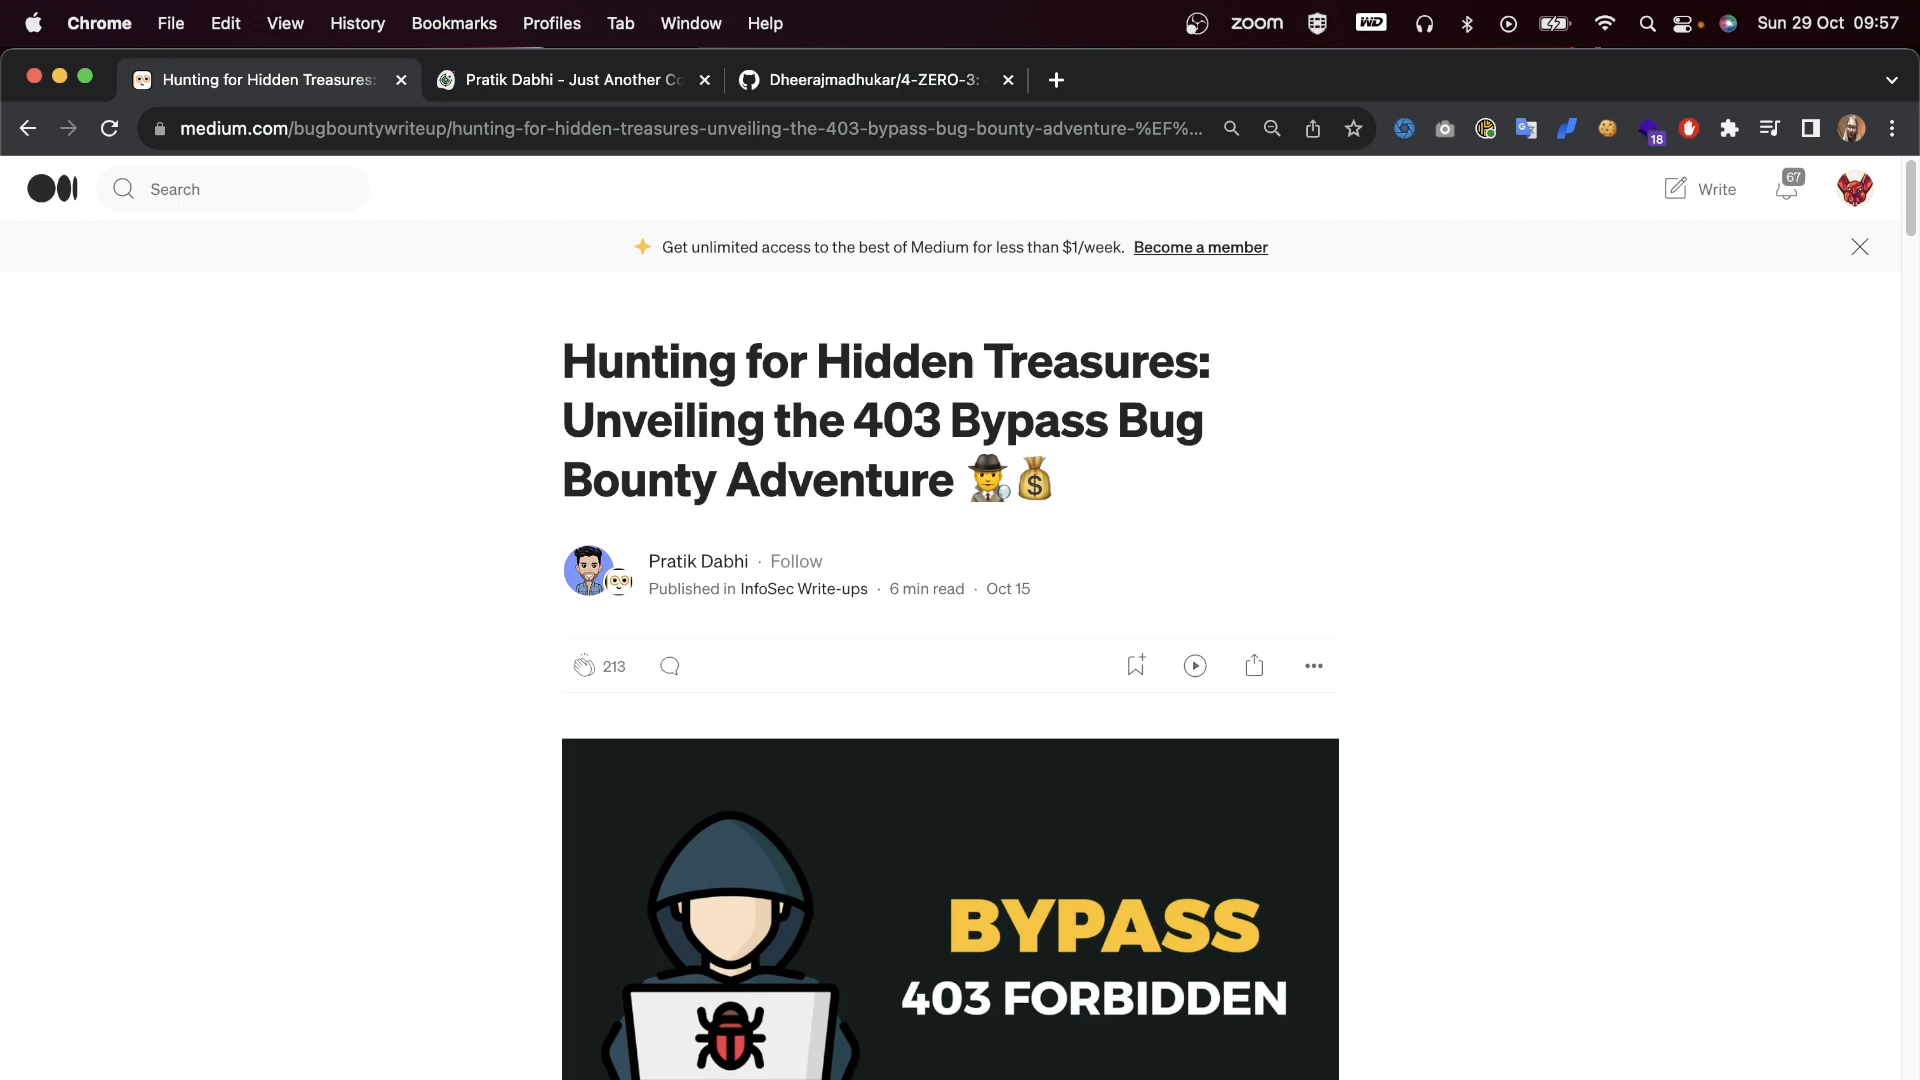 Chrome File Edit View History Bookmarks Profiles Tab Window Help zoom WD Sun 29 Oct 09:57
Hunting for Hidden Treasures: Pratik Dabhi - Just Another Co Dheerajmadhukar/4-ZERO-3:
medium.com/bugbountywriteup/hunting-for-hidden-treasures-unveiling-the-403-bypass-bug-bounty-adventure-%EF%... 18
Search Write 67
Get unlimited access to the best of Medium for less than $1/week. Become a member
Hunting for Hidden Treasures:
Unveiling the 403 Bypass Bug
Bounty Adventure 🕵️💰
Pratik Dabhi · Follow
Published in InfoSec Write-ups · 6 min read · Oct 15
213
BYPASS
403 FORBIDDEN